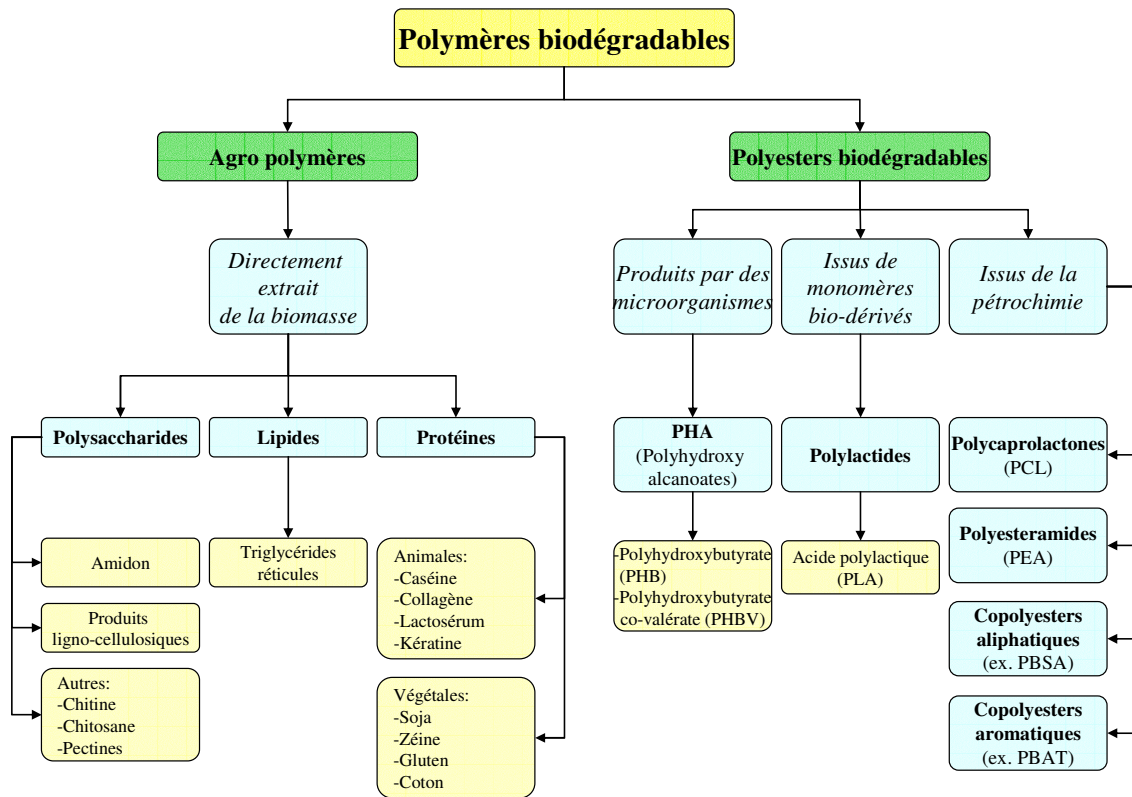 Polymères biodégradables
Agro polymères
Polyesters biodégradables
Directement
extrait
de la biomasse
Produits par des
microorganismes
Issus de
monomères
bio-dérivés
Issus de la
pétrochimie
Polysaccharides
Lipides
Protéines
PHA
(Polyhydroxy
alcanoates)
Polylactides
Polycaprolactones
(PCL)
Amidon
Produits
ligno-cellulosiques
Autres:
-Chitine
-Chitosane
-Pectines
Triglycérides
réticules
Animales:
-Caséine
-Collagène
-Lactosérum
-Kératine
Végétales:
-Soja
-Zéine
-Gluten
-Coton
-Polyhydroxybutyrate
(PHB)
-Polyhydroxybutyrate
co-valérate (PHBV)
Acide polylactique
(PLA)
Polyesteramides
(PEA)
Copolyesters
aliphatiques
(ex. PBSA)
Copolyesters
aromatiques
(ex. PBAT)